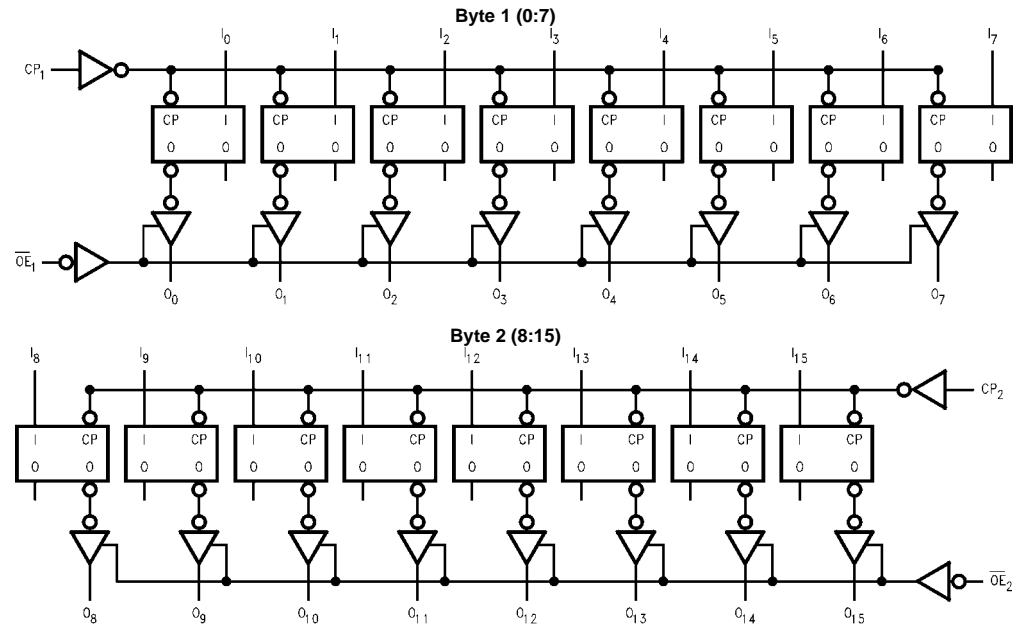 Byte 1 (0:7)
I0 I1 I2 I3 I4 I5 I6 I7
CP1
CP I CP I CP I CP I CP I CP I CP I CP I
O O O O O O O O O O O O O O O O
OE1
O0 O1 O2 O3 O4 O5 O6 O7
Byte 2 (8:15)
I8 I9 I10 I11 I12 I13 I14 I15
CP2
I CP I CP I CP I CP I CP I CP I CP I CP
O O O O O O O O O O O O O O O O
OE2
O8 O9 O10 O11 O12 O13 O14 O15